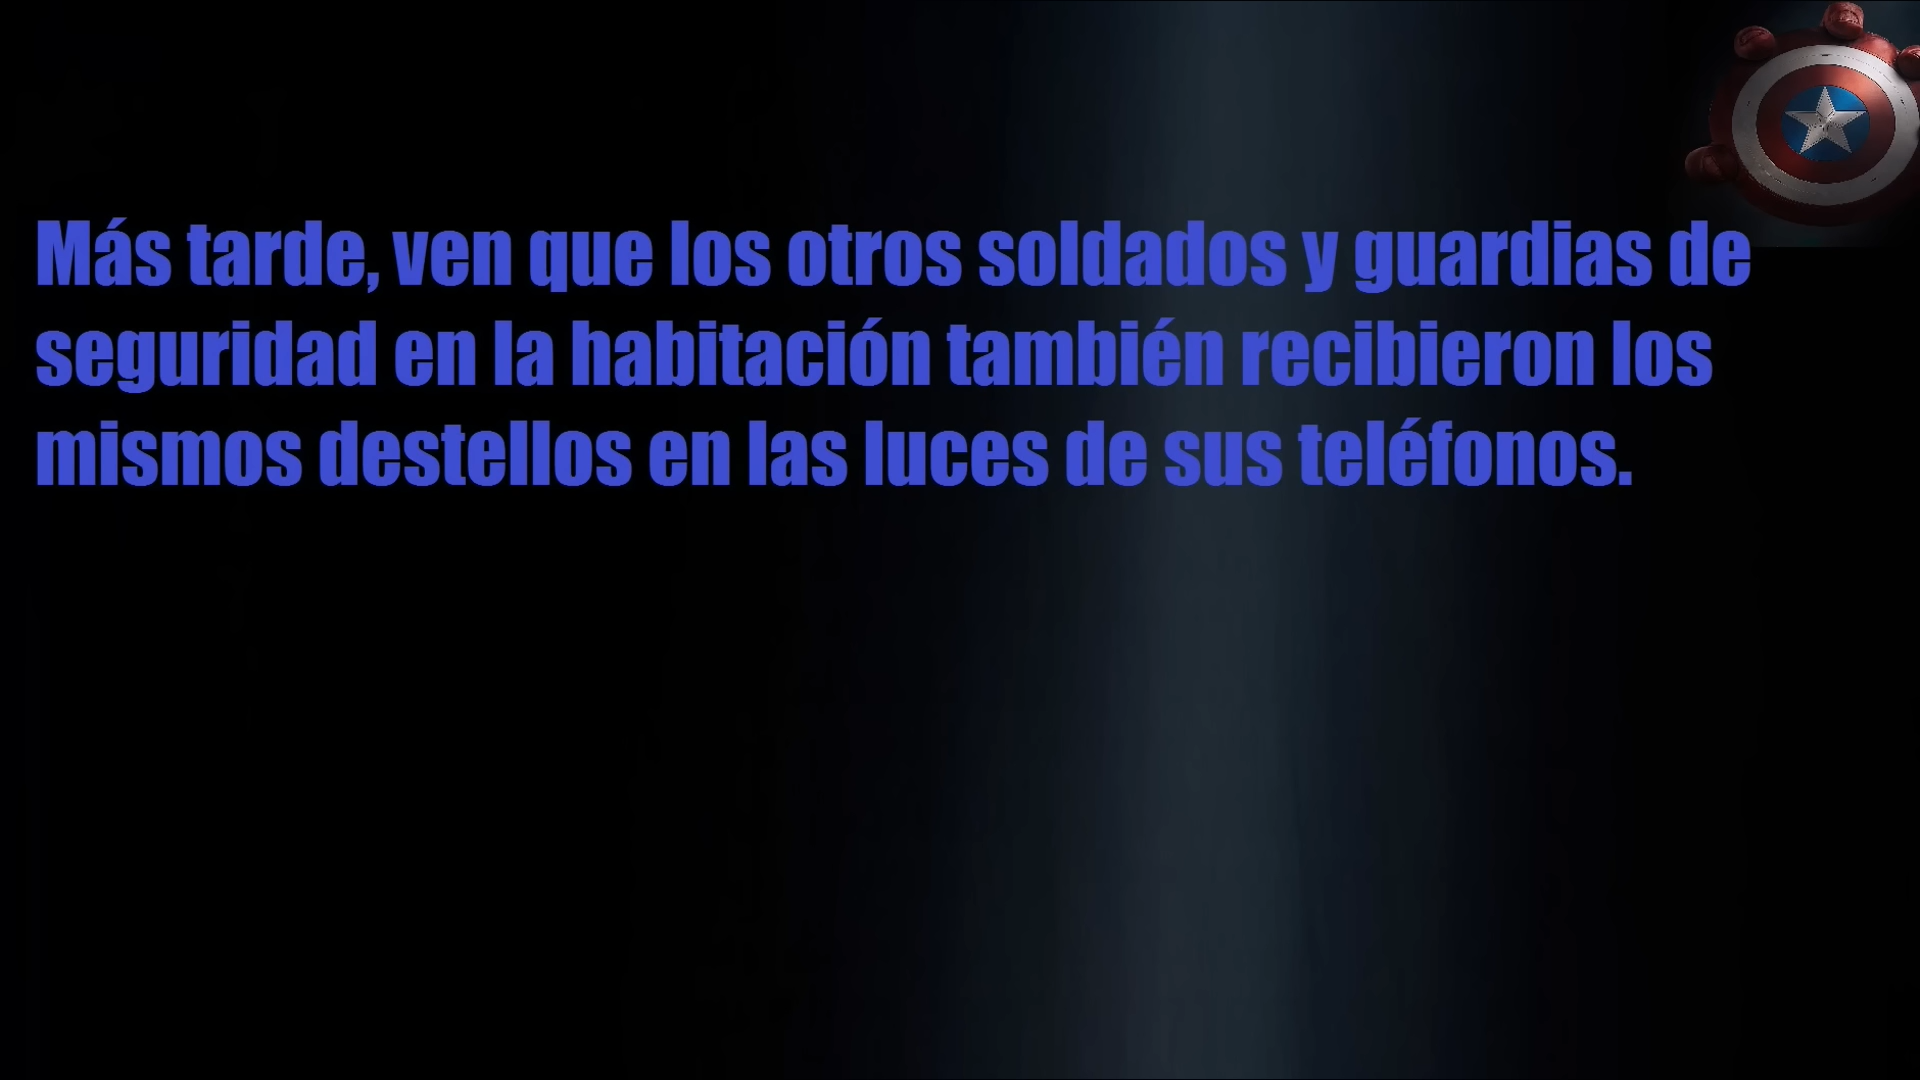 Más tarde, ven que los otros soldados y guardias de
seguridad en la habitación también recibieron los
mismos destellos en las luces de sus teléfonos.